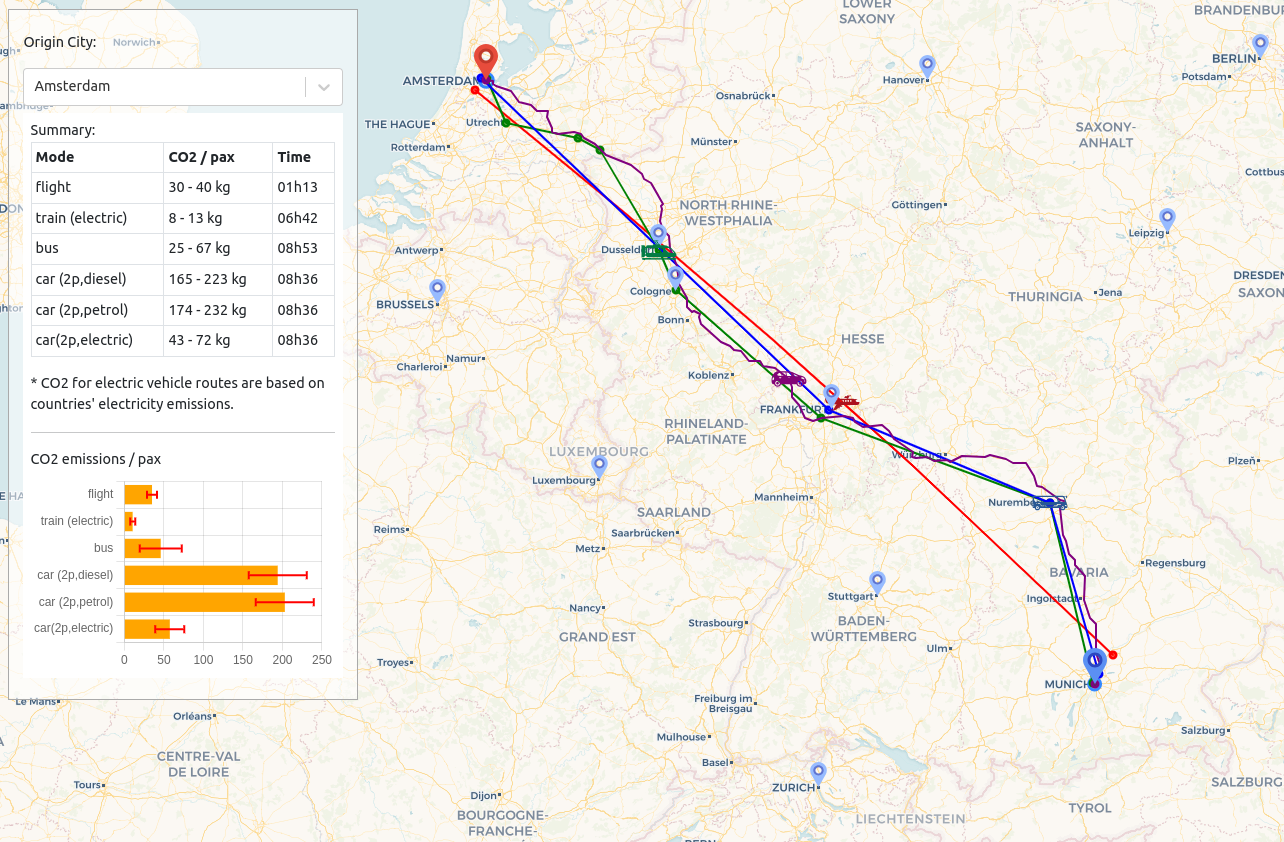 Origin City:
Amsterdam
Summary:
Mode CO2 / pax Time
flight 30 - 40 kg 01h13
train (electric) 8 - 13 kg 06h42
bus 25 - 67 kg 08h53
car (2p,diesel) 165 - 223 kg 08h36
car (2p,petrol) 174 - 232 kg 08h36
car(2p,electric) 43 - 72 kg 08h36
* CO2 for electric vehicle routes are based on
countries' electricity emissions.
CO2 emissions / pax
flight
train (electric)
bus
car (2p,diesel)
car (2p,petrol)
car(2p,electric)
0 50 100 150 200 250
Norwich
LOWER
SAXONY
BRANDENBU
BERLIN
Potsdam
Hanover
AMSTERDAM
Osnabrück
THE HAGUE
Utrecht
Rotterdam
Münster
SAXONY-
ANHALT
Cottbus
NORTH RHINE-
WESTPHALIA
Göttingen
Leipzig
Antwerp
Dusseldorf
DRESDEN
SAXON
Cologne
THURINGIA
Jena
BRUSSELS
Bonn
HESSE
Namur
Charleroi
Koblenz
FRANKFURT
RHINELAND-
PALATINATE
LUXEMBOURG
Luxembourg
Würzburg
Plzeň
Mannheim
Nuremberg
SAARLAND
Saarbrücken
Reims
Metz
Regensburg
BAVARIA
Stuttgart
Ingolstadt
Nancy
Strasbourg
BADEN-
WÜRTTEMBERG
GRAND EST
Ulm
Troyes
MUNICH
Le Mans
Freiburg im
Breisgau
Orléans
Mulhouse
Salzburg
CENTRE-VAL
DE LOIRE
Basel
ZURICH
Tours
Dijon
SALZBURG
TYROL
BOURGOGNE-
FRANCHE-
LIECHTENSTEIN
BERN